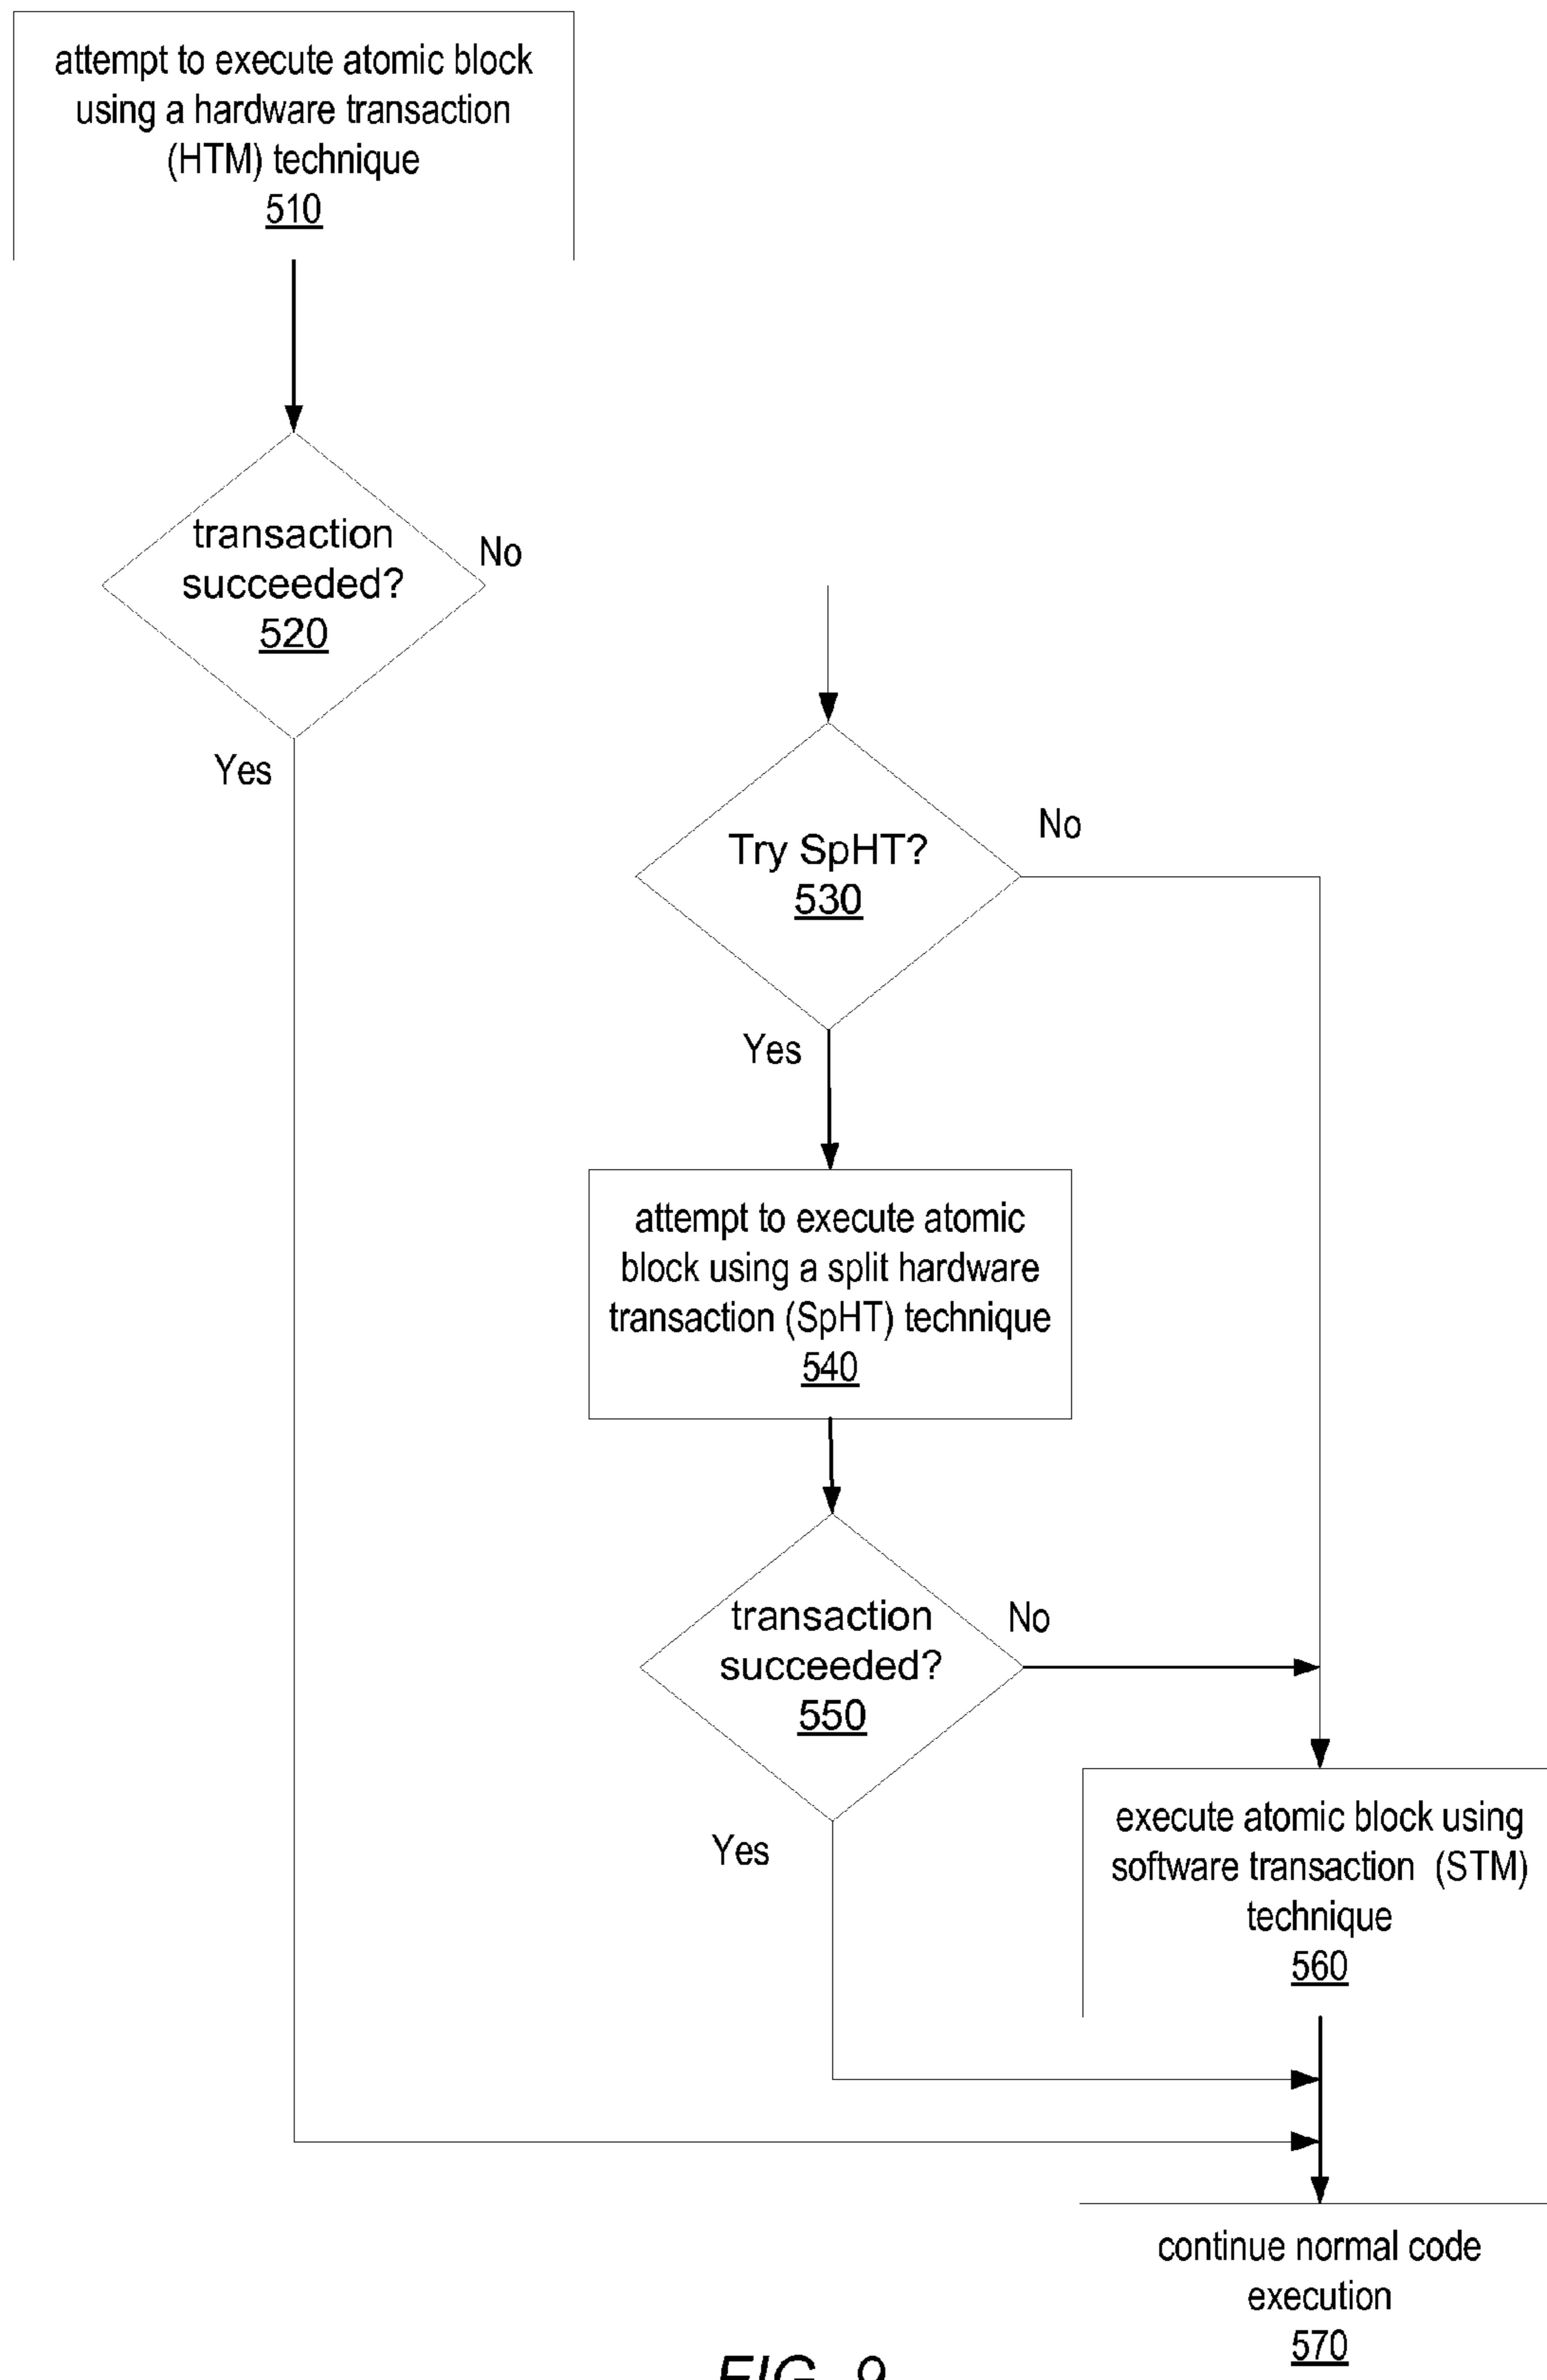 attempt to execute atomic block
using a hardware transaction
(HTM) technique
510
transaction
succeeded?
520
No
Yes
Try SpHT?
530
No
Yes
attempt to execute atomic
block using a split hardware
transaction (SpHT) technique
540
transaction
succeeded?
550
No
Yes
execute atomic block using
software transaction (STM)
technique
560
continue normal code
execution
570
FIG.